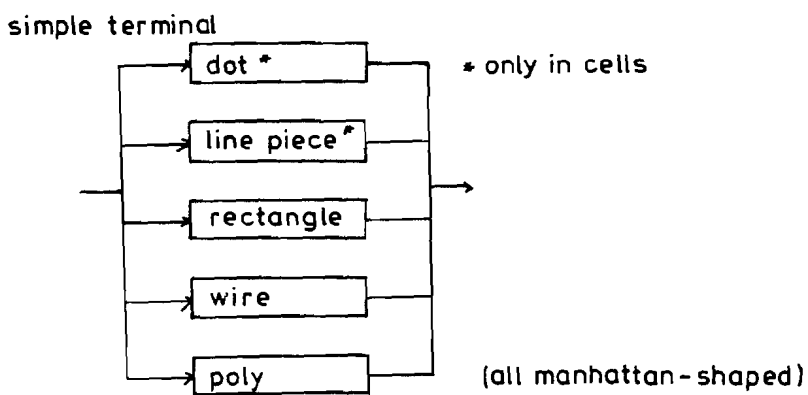 simple terminal
dot *
* only in cells
line piece *
rectangle
wire
poly
(all manhattan-shaped)